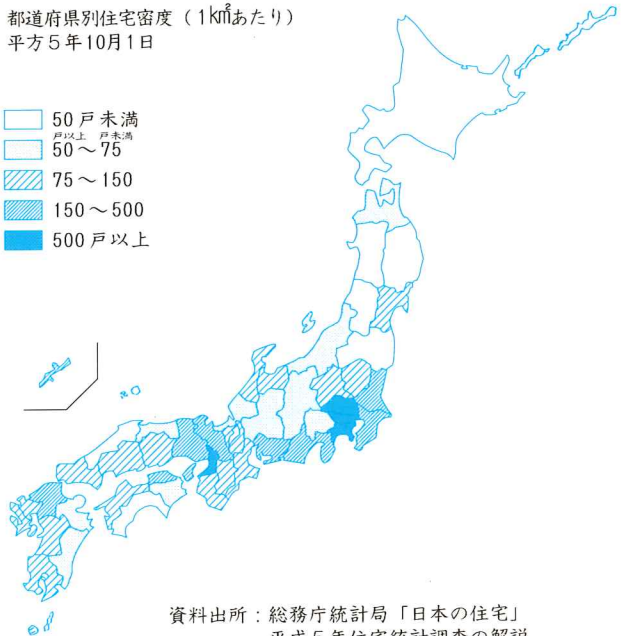 都道府県別住宅密度（1㎢あたり）
平方５年10月1日
50戸未満
戸以上 戸未満
50～75
75～150
150～500
500戸以上
資料出所：総務庁統計局「日本の住宅」
平成５年住宅統計調査の解説